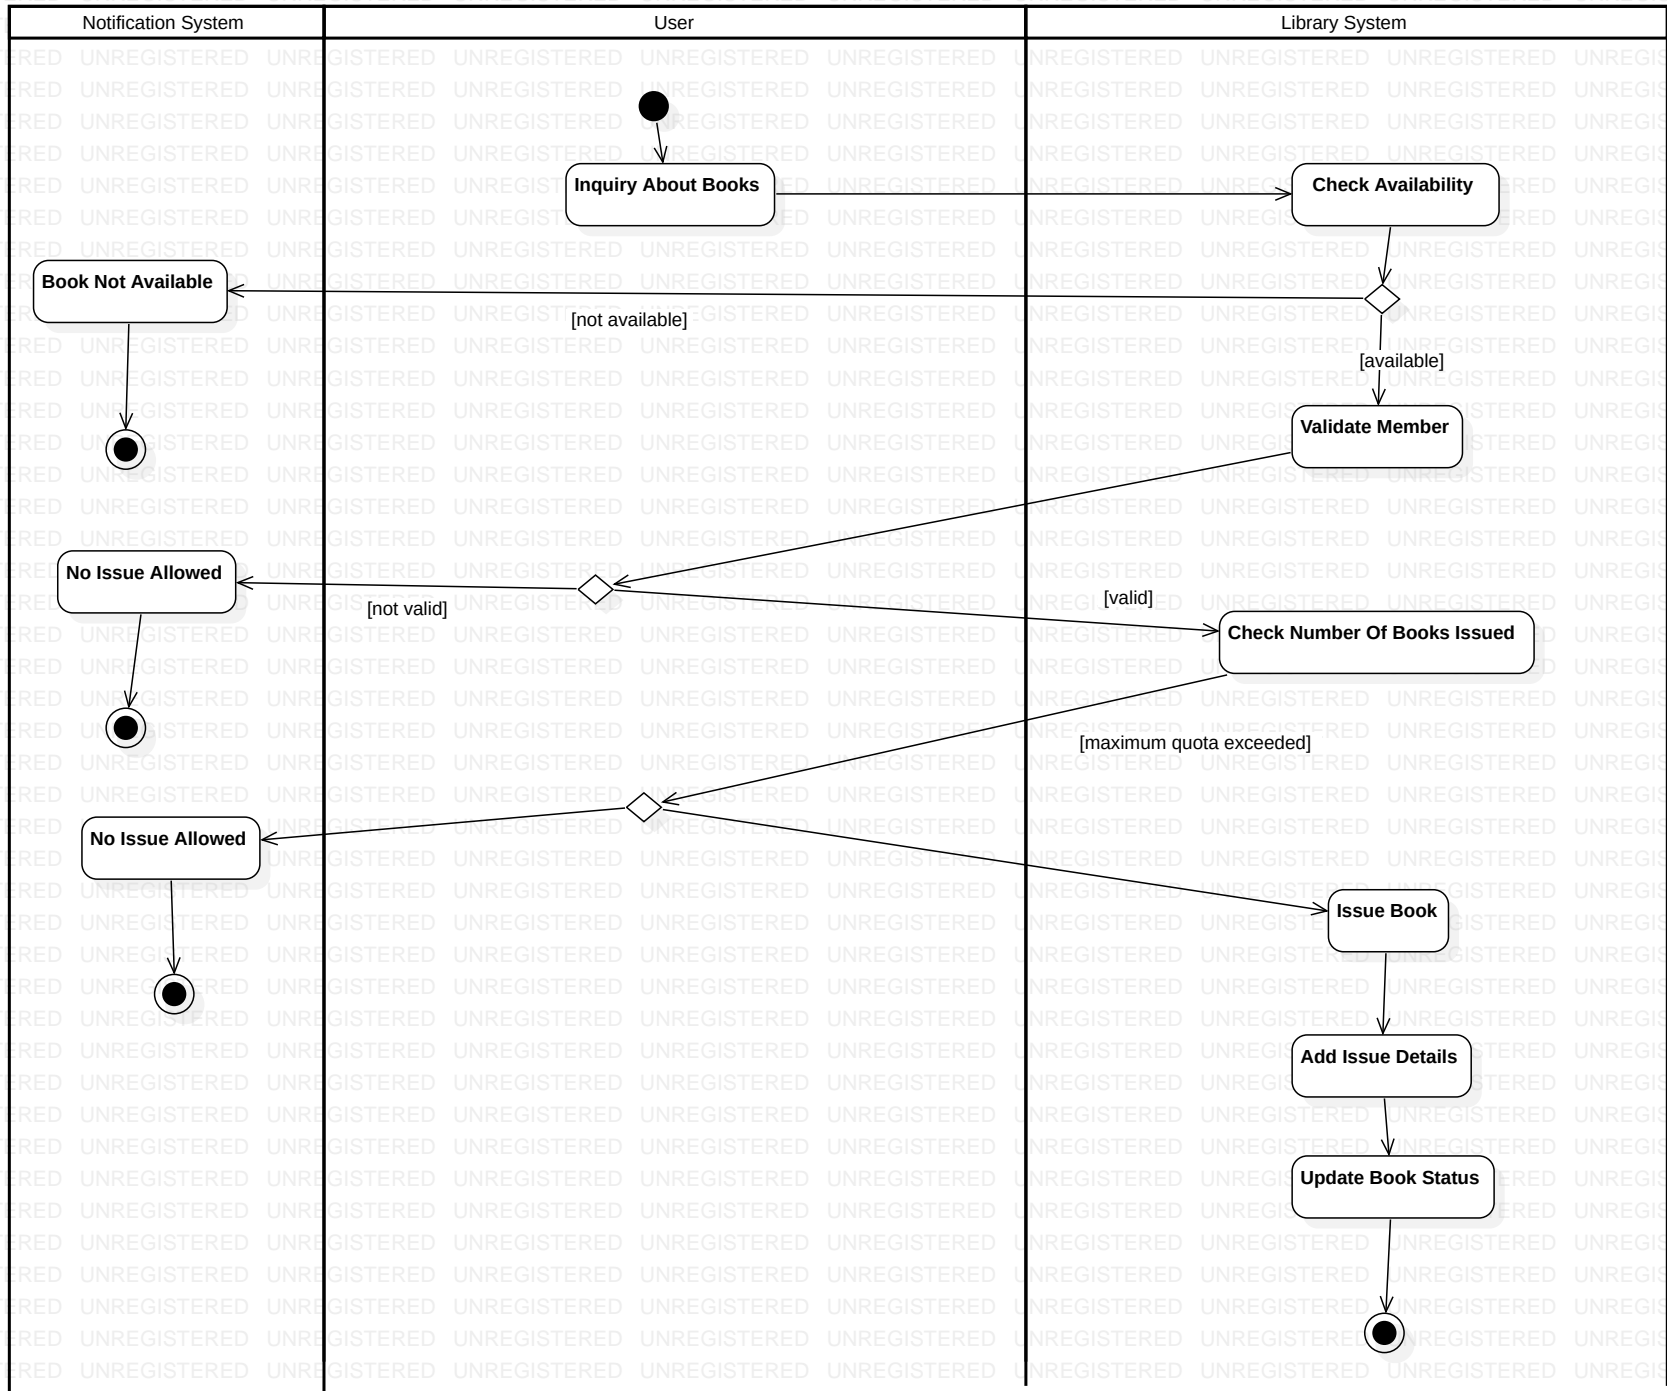 Notification System
User
Library System
Inquiry About Books
Check Availability
Book Not Available
[not available]
[available]
Validate Member
No Issue Allowed
[not valid]
[valid]
Check Number Of Books Issued
[maximum quota exceeded]
No Issue Allowed
Issue Book
Add Issue Details
Update Book Status
UNREGISTERED